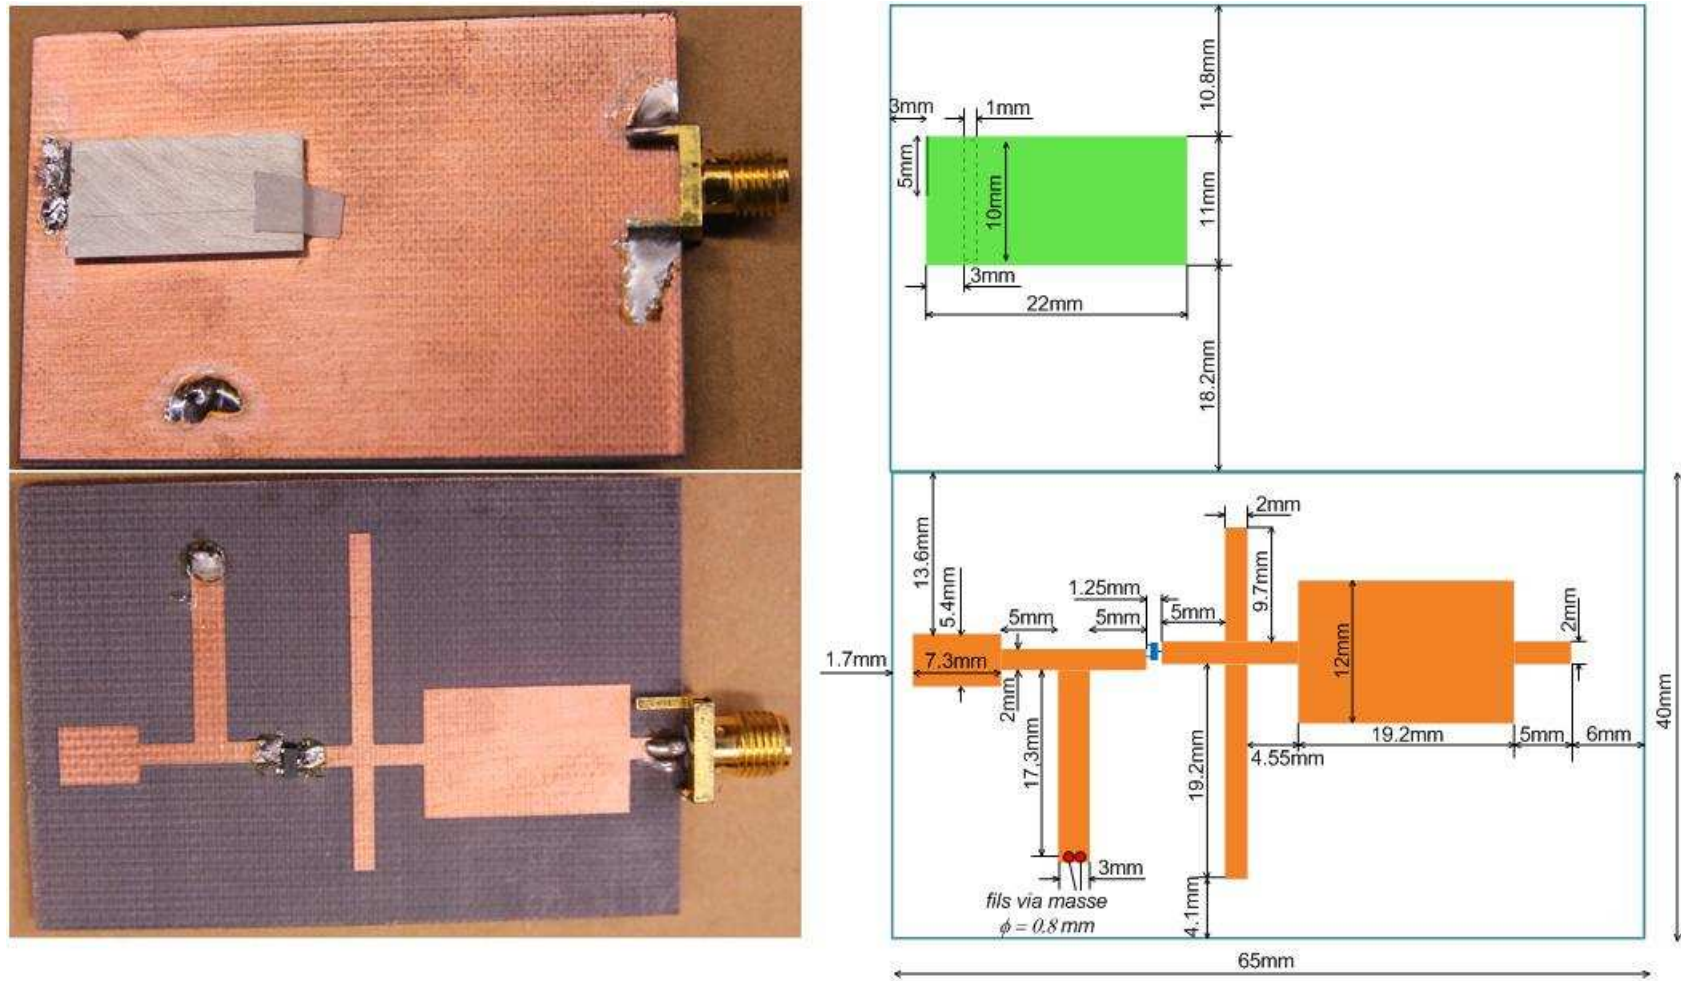 10.8mm
3mm
1mm
5mm
10mm
11mm
3mm
22mm
18.2mm
2mm
13.6mm
5.4mm
1.25mm
9.7mm
5mm
5mm
5mm
2mm
1.7mm
7.3mm
12mm
2mm
40mm
17.3mm
19.2mm
19.2mm
5mm
6mm
4.55mm
3mm
fils via masse
ϕ = 0.8 mm
4.1mm
65mm